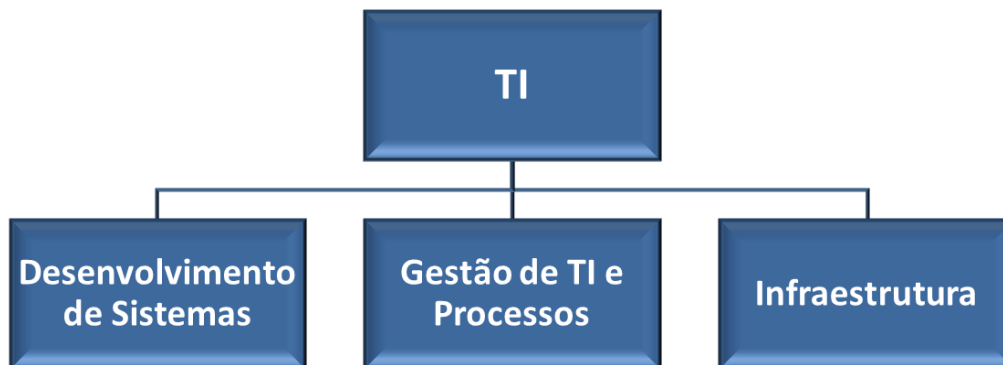 TI
Desenvolvimento
de Sistemas
Gestão de TI e
Processos
Infraestrutura